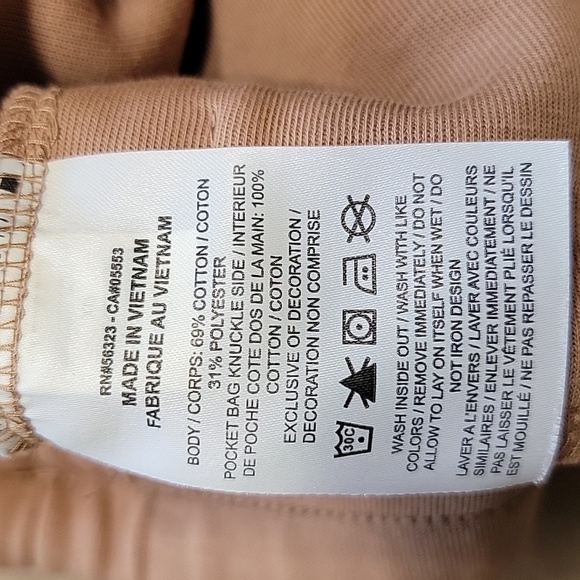 RN#56323 - CA#05553
MADE IN VIETNAM
FABRIQUE AU VIETNAM
BODY / CORPS: 69% COTTON / COTON
31% POLYESTER
POCKET BAG KNUCKLE SIDE / INTERIEUR
DE POCHE COTE DOS DE LA MAIN: 100%
COTTON / COTON
EXCLUSIVE OF DECORATION /
DECORATION NON COMPRISE
30C
WASH INSIDE OUT / WASH WITH LIKE
COLORS / REMOVE IMMEDIATELY / DO NOT
ALLOW TO LAY ON ITSELF WHEN WET / DO
NOT IRON DESIGN
LAVER A L'ENVERS / LAVER AVEC COULEURS
SIMILAIRES / ENLEVER IMMÉDIATEMENT / NE
PAS LAISSER LE VÊTEMENT PLIÉ LORSQU'IL
EST MOUILLÉ / NE PAS REPASSER LE DESSIN